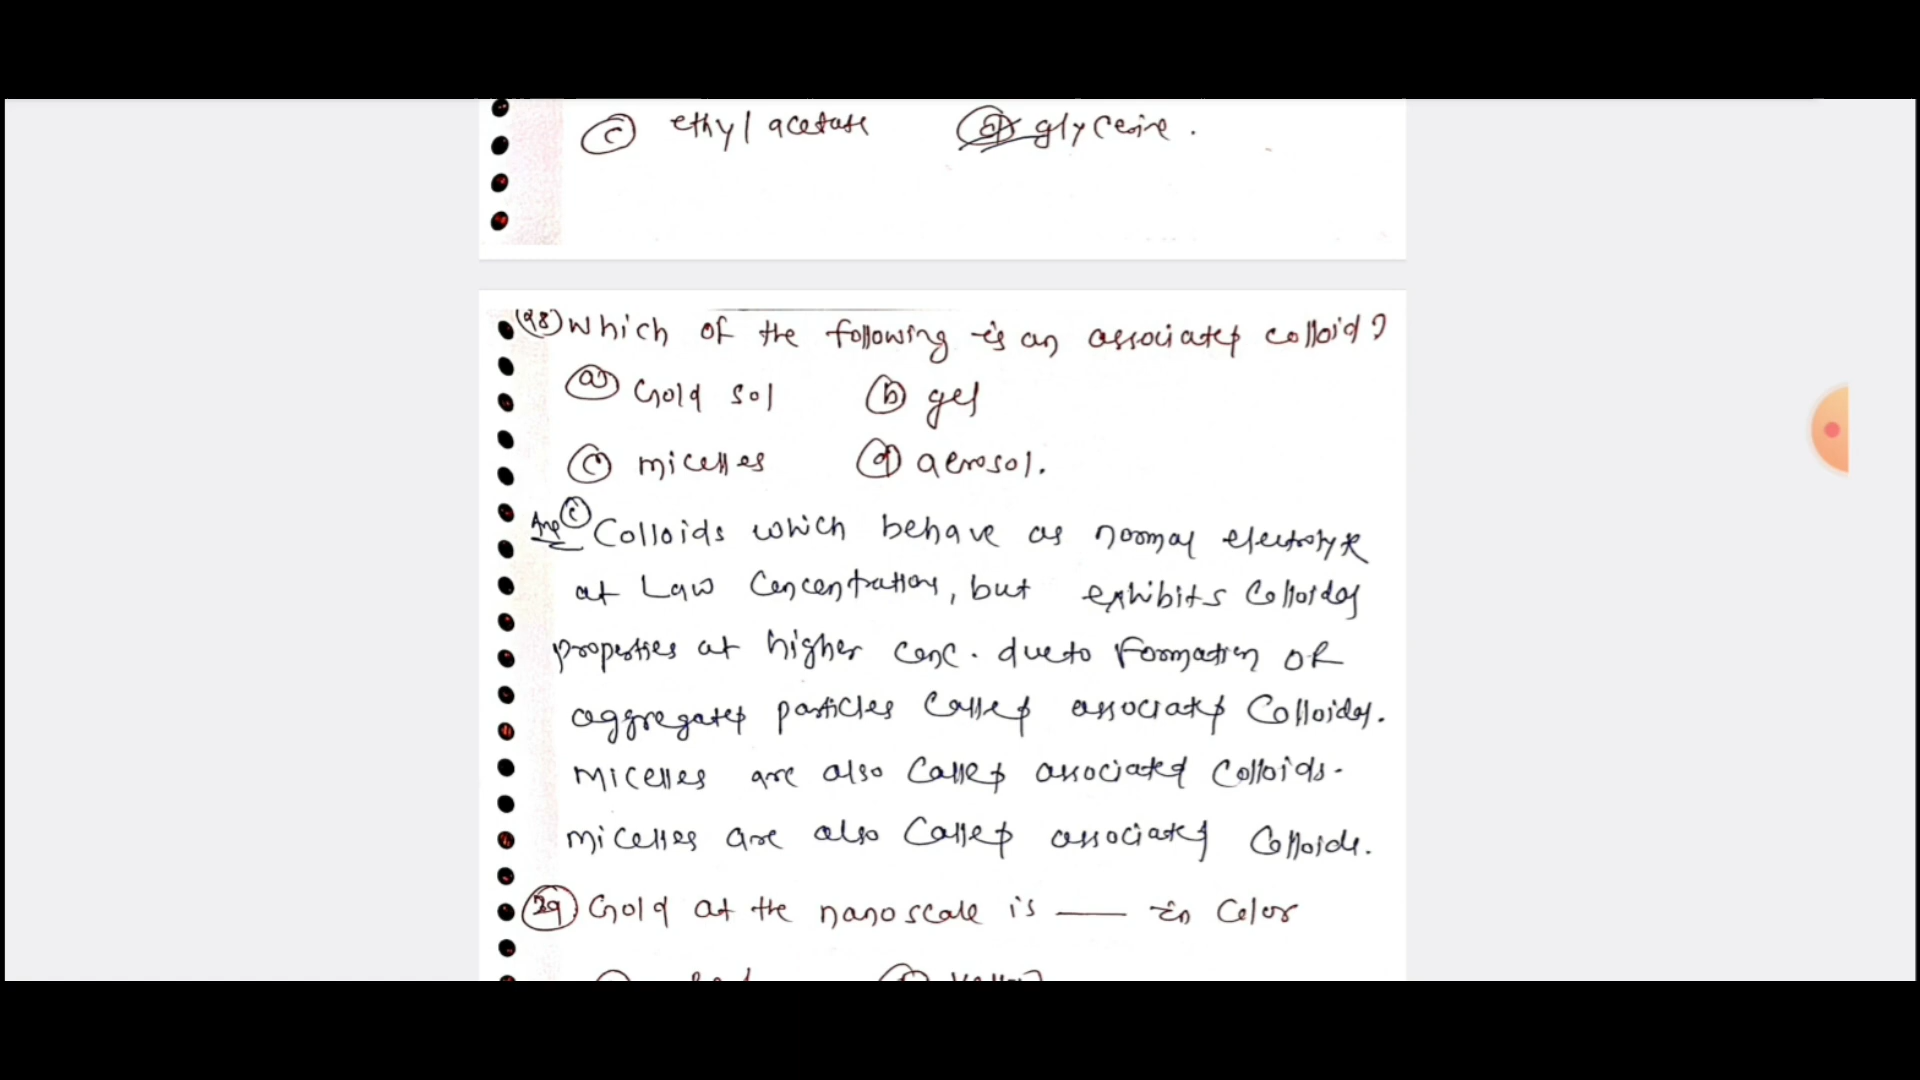 (c) ethyl acetate (d) glycerine.
(28) Which of the following is an associated colloid?
(a) Gold sol (b) gel
(c) micelles (d) aerosol.
Ans (c) Colloids which behave as normal electrolyte
at Law Concentration, but exhibits Colloidal
properties at higher conc. due to Formation of
aggregated particles Called associated Colloidal.
Micelles are also Called associated Colloids.
Micelles are also Called associated Colloids.
(29) Gold at the nanoscale is — in Color